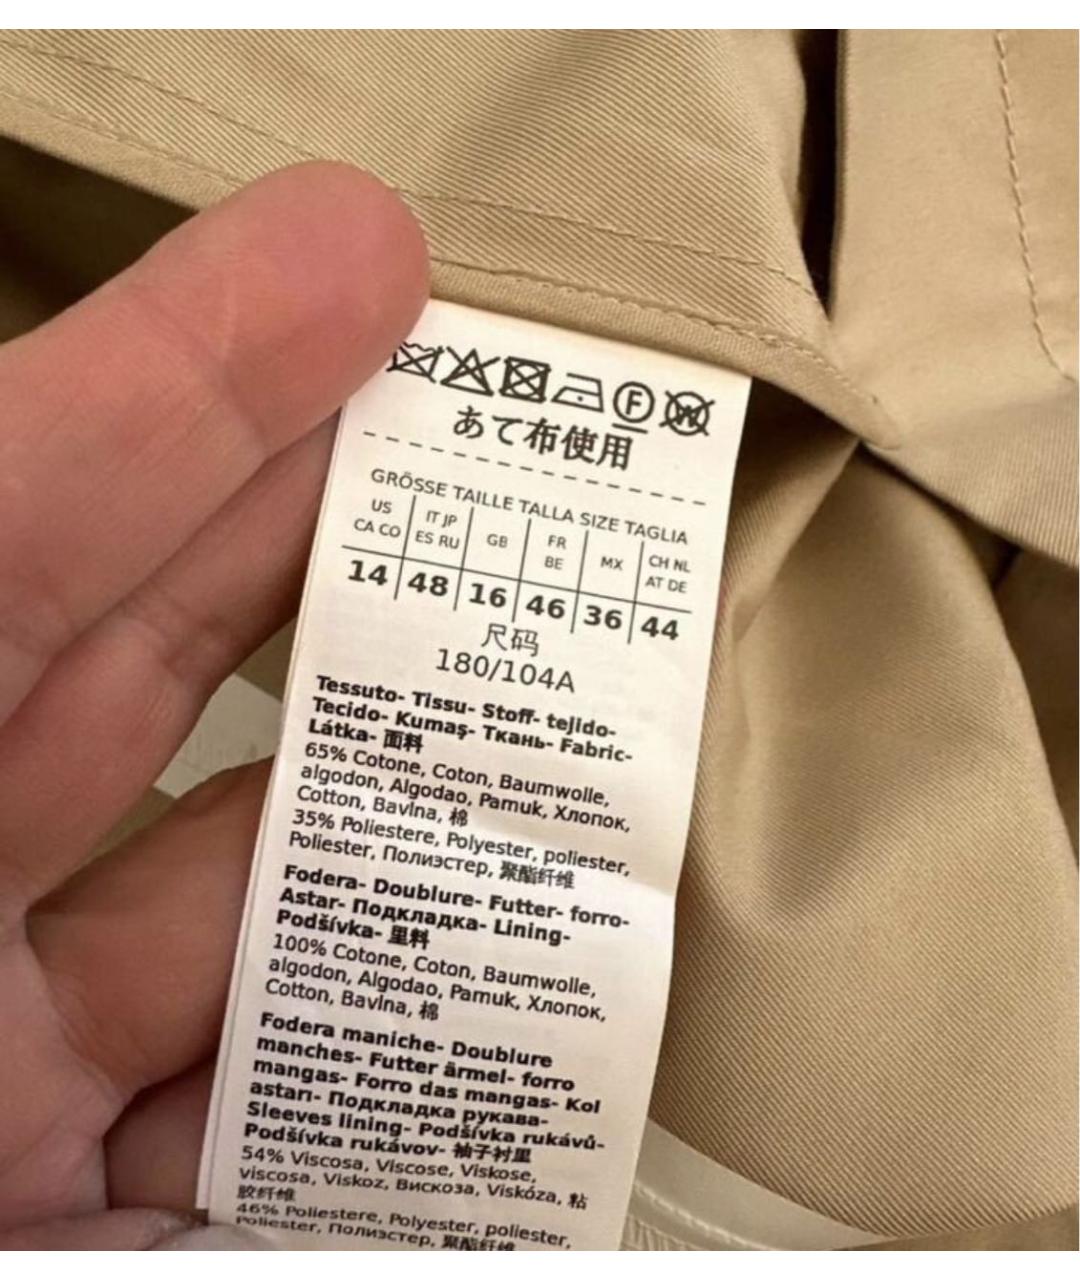 F W
あて布使用
GRÖSSE TAILLE TALLA SIZE TAGLIA
US CA CO | IT JP ES RU | GB | FR BE | MX | CH NL AT DE
14 | 48 | 16 | 46 | 36 | 44
尺码
180/104A
Tessuto- Tissu- Stoff- tejido-
Tecido- Kumaş- Ткань- Fabric-
Látka- 面料
65% Cotone, Coton, Baumwolle,
algodon, Algodao, Pamuk, Хлопок,
Cotton, Bavlna, 棉
35% Poliestere, Polyester, poliester,
Poliester, Полиэстер, 聚酯纤维
Fodera- Doublure- Futter- forro-
Astar- Подкладка- Lining-
Podšívka- 里料
100% Cotone, Coton, Baumwolle,
algodon, Algodao, Pamuk, Хлопок,
Cotton, Bavlna, 棉
Fodera maniche- Doublure
manches- Futter ärmel- forro
mangas- Forro das mangas- Kol
astarı- Подкладка рукава-
Sleeves lining- Podšívka rukávů-
Podšívka rukávov- 袖子衬里
54% Viscosa, Viscose, Viskose,
viscosa, Viskoz, Вискоза, Viskóza, 粘
胶纤维
46% Poliestere, Polyester, poliester,
Poliester, Полиэстер, 聚酯纤维